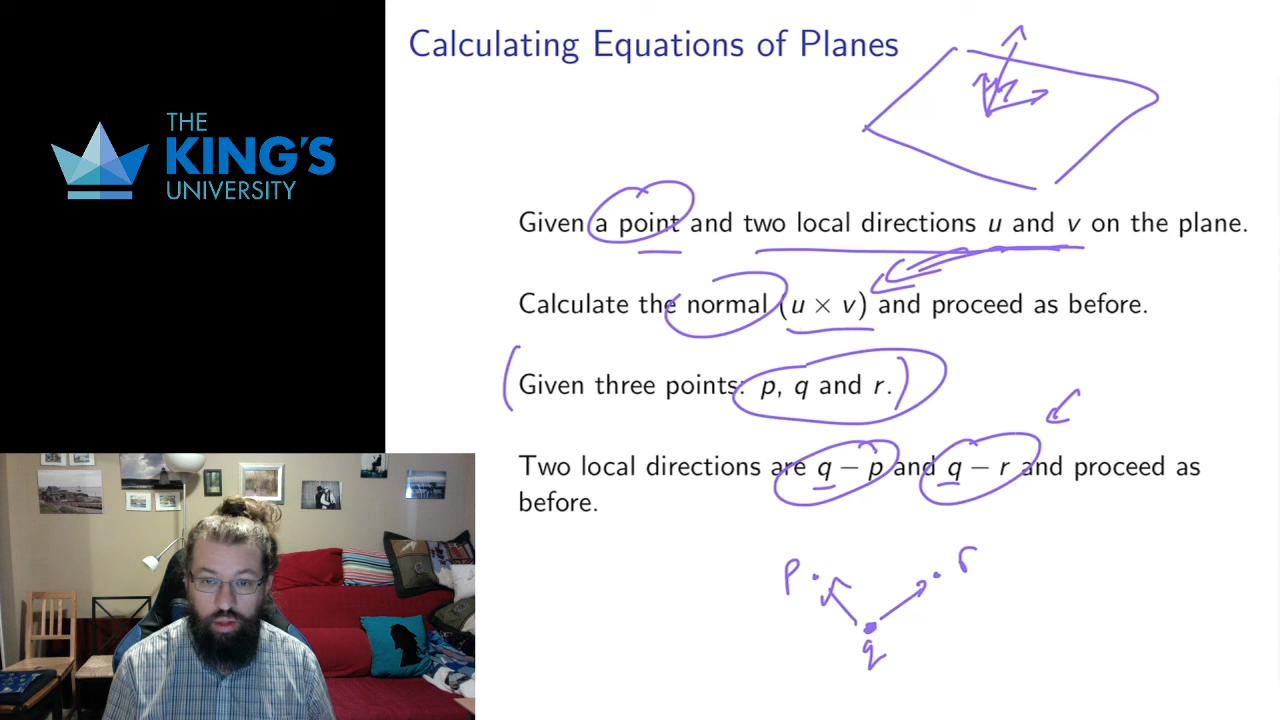 THE
KING'S
UNIVERSITY
Calculating Equations of Planes
Given a point and two local directions u and v on the plane.
Calculate the normal (u × v) and proceed as before.
Given three points: p, q and r.
Two local directions are q − p and q − r and proceed as
before.
p
r
q